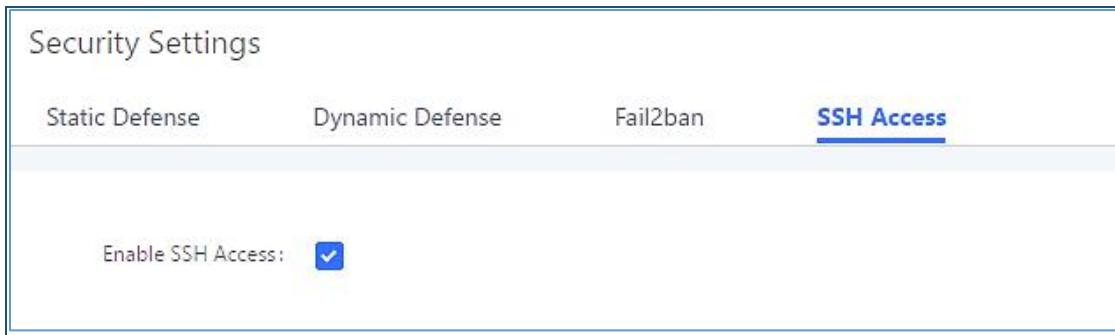 Security Settings
Static Defense Dynamic Defense Fail2ban SSH Access
Enable SSH Access: